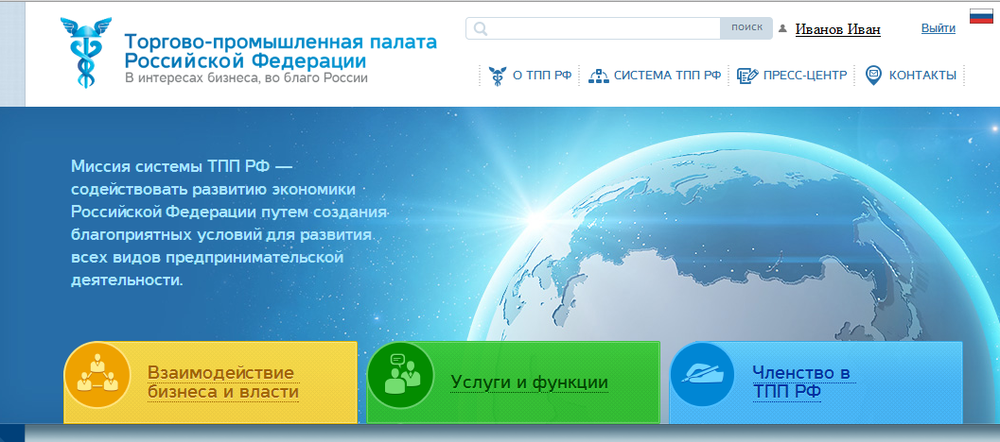 Торгово-промышленная палата
Российской Федерации
В интересах бизнеса, во благо России
ПОИСК
Иванов Иван
Выйти
О ТПП РФ
СИСТЕМА ТПП РФ
ПРЕСС-ЦЕНТР
КОНТАКТЫ
Миссия системы ТПП РФ —
содействовать развитию экономики
Российской Федерации путем создания
благоприятных условий для развития
всех видов предпринимательской
деятельности.
Взаимодействие
бизнеса и власти
Услуги и функции
Членство в
ТПП РФ